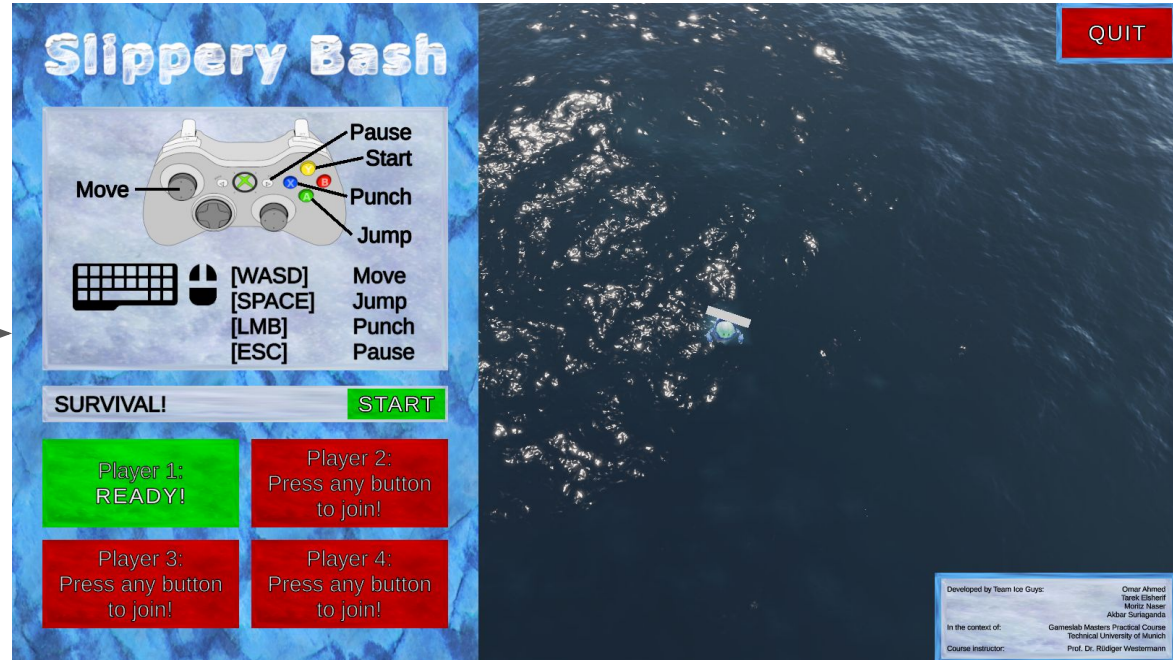 Slippery Bash
QUIT
Pause
Start
Move
Punch
Jump
Y
B
X
A
[WASD] Move
[SPACE] Jump
[LMB] Punch
[ESC] Pause
SURVIVAL!
START
Player 1:
READY!
Player 2:
Press any button
to join!
Player 3:
Press any button
to join!
Player 4:
Press any button
to join!
Developed by Team Ice Guys: Omar Ahmed
Tarek Elsherif
Moritz Naser
Akbar Suriaganda
In the context of: Gameslab Masters Practical Course
Technical University of Munich
Course instructor: Prof. Dr. Rüdiger Westermann